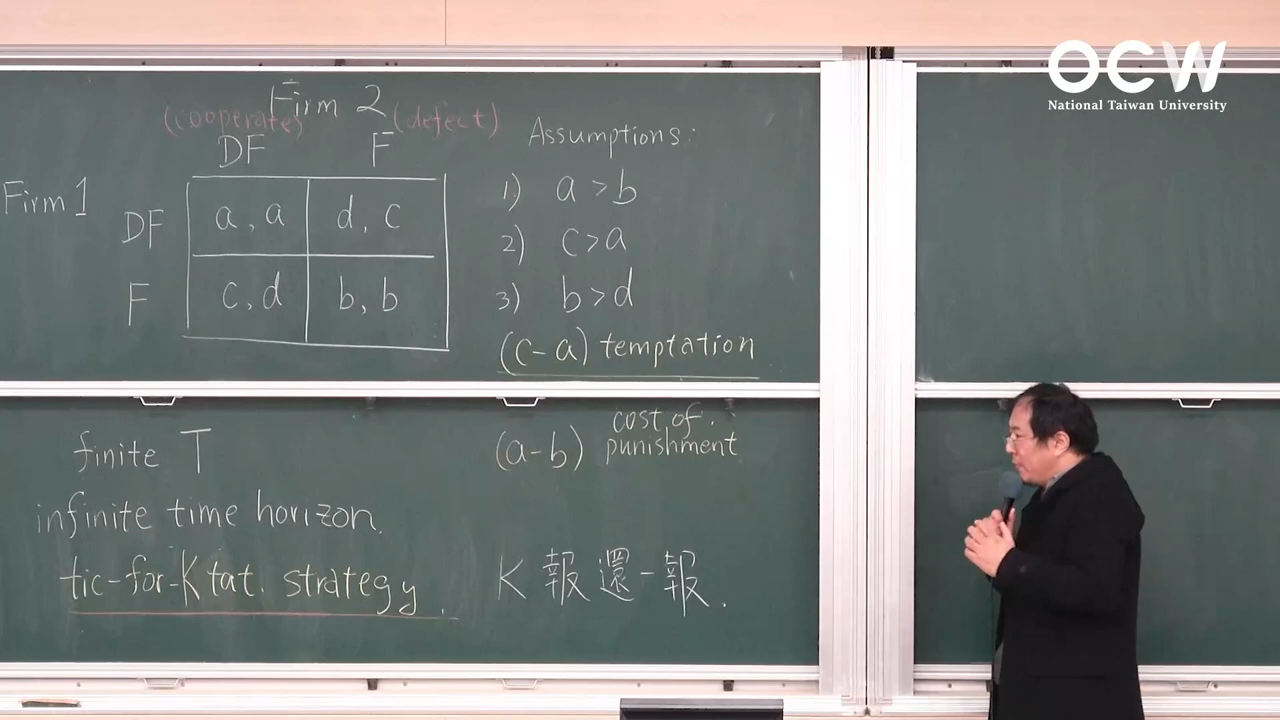 OCW
National Taiwan University
Firm 2
(cooperate) (defect)
DF F
Firm 1
DF a, a d, c
F c, d b, b
Assumptions:
1) a > b
2) c > a
3) b > d
(c-a) temptation
(a-b) cost of punishment
finite T
infinite time horizon.
tic-for-K tat. strategy.
K 報還一報.